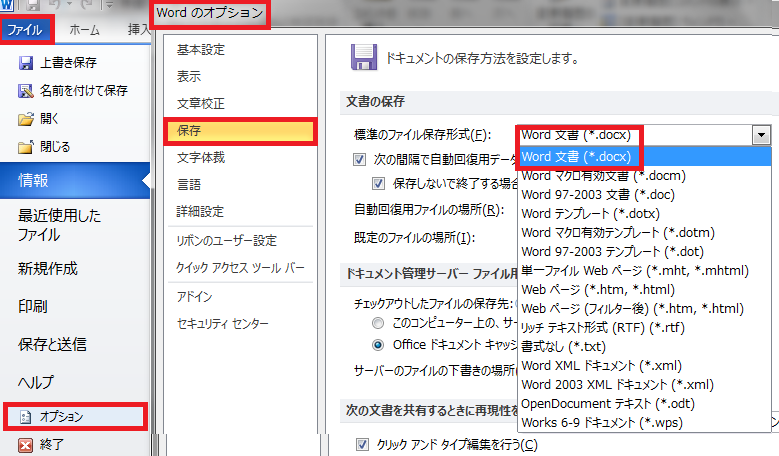 Word のオプション
ファイル
ホーム
挿入
上書き保存
名前を付けて保存
開く
閉じる
情報
最近使用した
ファイル
新規作成
印刷
保存と送信
ヘルプ
オプション
終了
基本設定
表示
文章校正
保存
文字体裁
言語
詳細設定
リボンのユーザー設定
クイック アクセス ツール バー
アドイン
セキュリティ センター
ドキュメントの保存方法を設定します。
文書の保存
標準のファイル保存形式(F):
Word 文書 (*.docx)
次の間隔で自動回復用データ
保存しないで終了する場合
自動回復用ファイルの場所(R):
既定のファイルの場所(I):
ドキュメント管理サーバー ファイル用
チェックアウトしたファイルの保存先:
このコンピューター上の、サー
Office ドキュメント キャッシ
サーバーのファイルの下書きの場所(
次の文書を共有するときに再現性を
クリック アンド タイプ編集を行う(C)
Word 文書 (*.docx)
Word マクロ有効文書 (*.docm)
Word 97-2003 文書 (*.doc)
Word テンプレート (*.dotx)
Word マクロ有効テンプレート (*.dotm)
Word 97-2003 テンプレート (*.dot)
単一ファイル Web ページ (*.mht, *.mhtml)
Web ページ (*.htm, *.html)
Web ページ (フィルター後) (*.htm, *.html)
リッチ テキスト形式 (RTF) (*.rtf)
書式なし (*.txt)
Word XML ドキュメント (*.xml)
Word 2003 XML ドキュメント (*.xml)
OpenDocument テキスト (*.odt)
Works 6-9 ドキュメント (*.wps)